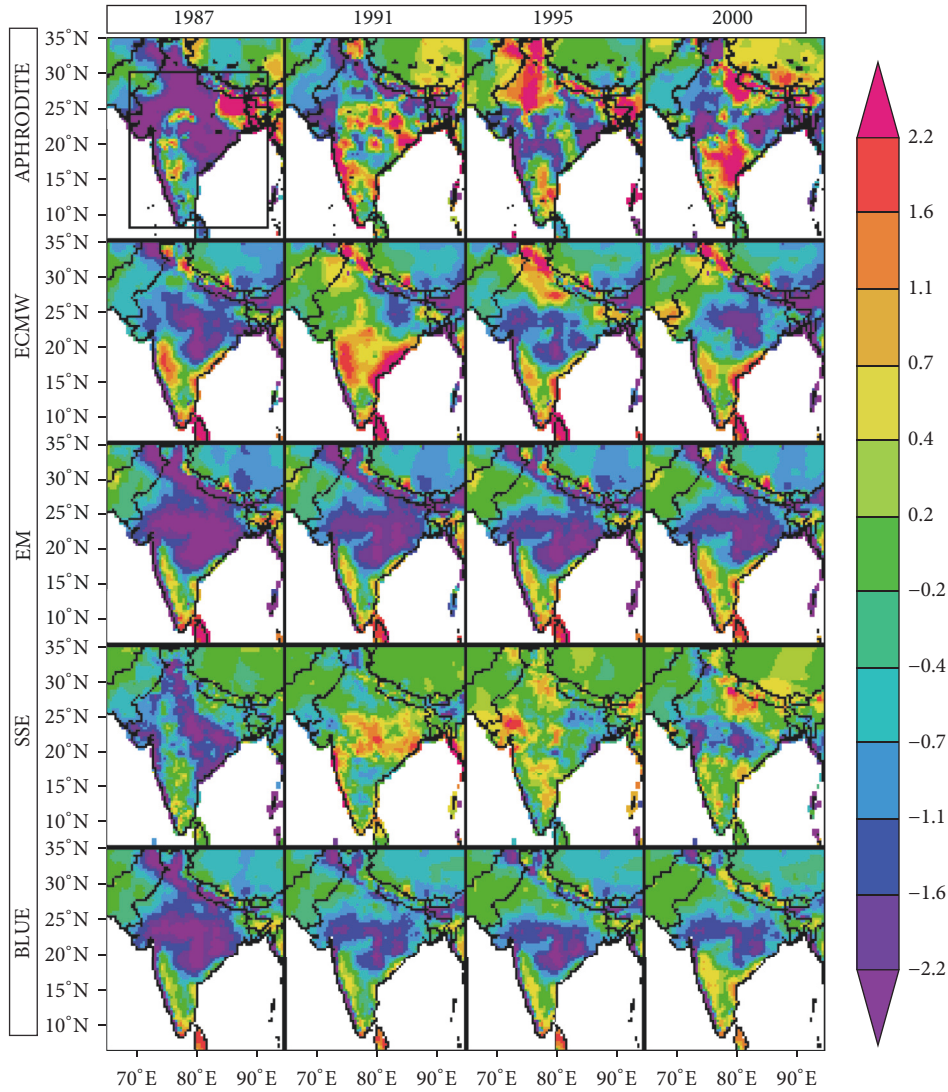 1987 1991 1995 2000
APHRODITE
35°N
30°N
25°N
20°N
15°N
10°N
ECMW
35°N
30°N
25°N
20°N
15°N
10°N
EM
35°N
30°N
25°N
20°N
15°N
10°N
SSE
35°N
30°N
25°N
20°N
15°N
10°N
BLUE
35°N
30°N
25°N
20°N
15°N
10°N
70°E 80°E 90°E 70°E 80°E 90°E 70°E 80°E 90°E 70°E 80°E 90°E
2.2
1.6
1.1
0.7
0.4
0.2
−0.2
−0.4
−0.7
−1.1
−1.6
−2.2